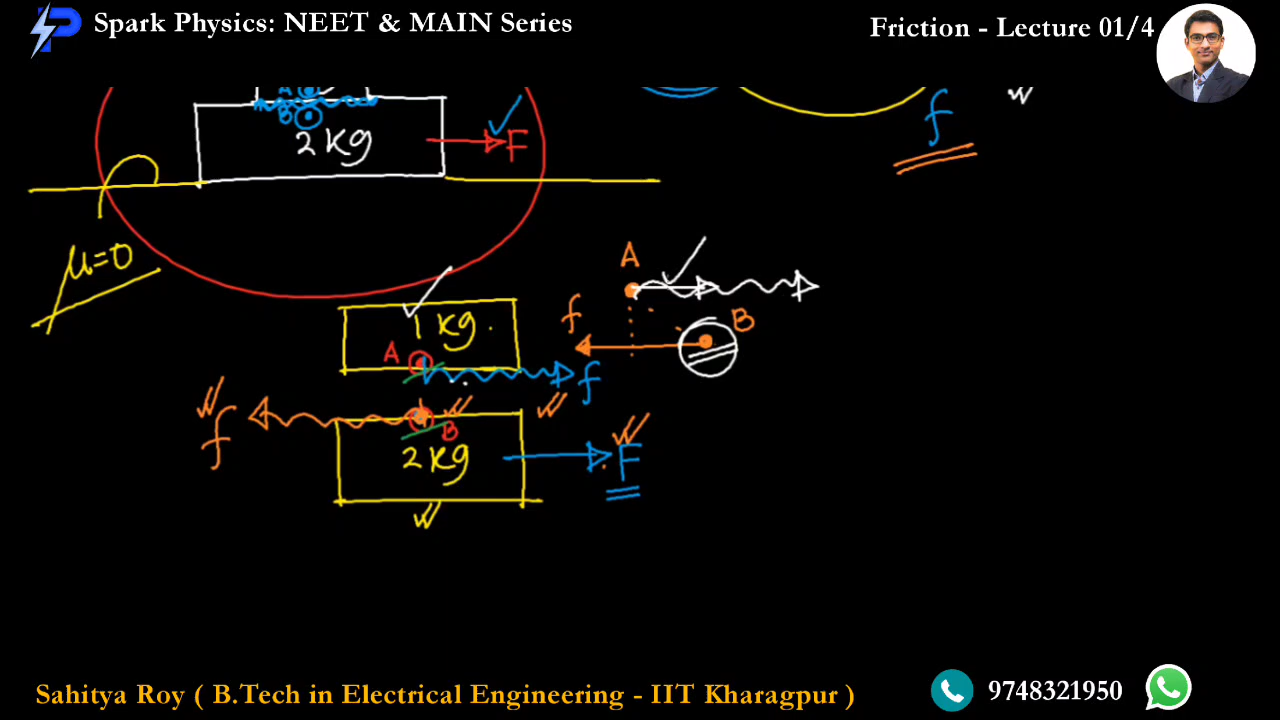 Spark Physics: NEET & MAIN Series
Friction - Lecture 01/4
A
B
2 Kg
F
f
μ=0
A
B
f
1 Kg
A
f
f
B
2 Kg
F
Sahitya Roy ( B.Tech in Electrical Engineering - IIT Kharagpur )
9748321950